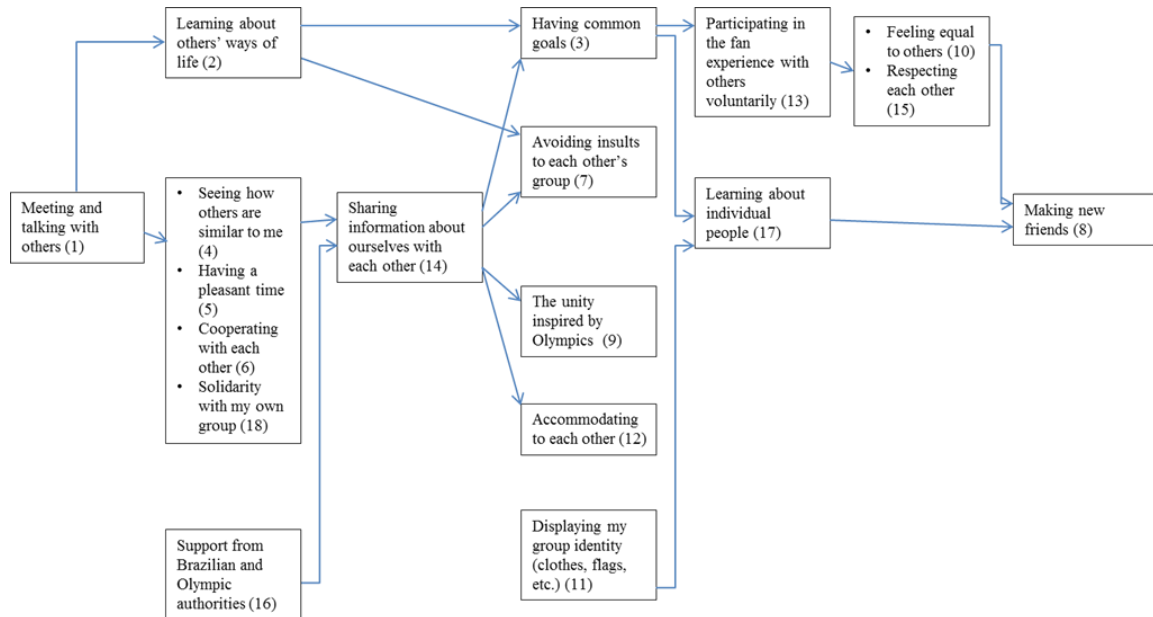 Learning about
others’ ways of
life (2)
Having common
goals (3)
Participating in
the fan
experience with
others
voluntarily (13)
• Feeling equal
to others (10)
• Respecting
each other
(15)
Avoiding insults
to each other’s
group (7)
Meeting and
talking with
others (1)
• Seeing how
others are
similar to me
(4)
• Having a
pleasant time
(5)
• Cooperating
with each
other (6)
• Solidarity
with my own
group (18)
Sharing
information about
ourselves with
each other (14)
Learning about
individual
people (17)
Making new
friends (8)
The unity
inspired by
Olympics (9)
Accommodating
to each other (12)
Support from
Brazilian and
Olympic
authorities (16)
Displaying my
group identity
(clothes, flags,
etc.) (11)